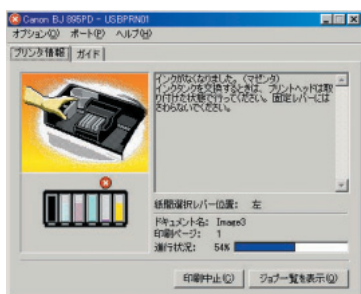 Canon BJ 895PD - USBPRN01
オプション(O) ポート(P) ヘルプ(H)
プリンタ情報 ガイド
インクがなくなりました。(マゼンタ)
インクタンクを交換するときは、プリントヘッドは取
り付けた状態で行ってください。固定レバーには
さわらないでください。
紙間選択レバー位置: 左
ドキュメント名: Image3
印刷ページ: 1
進行状況: 54%
印刷中止(C) ジョブ一覧を表示(Q)